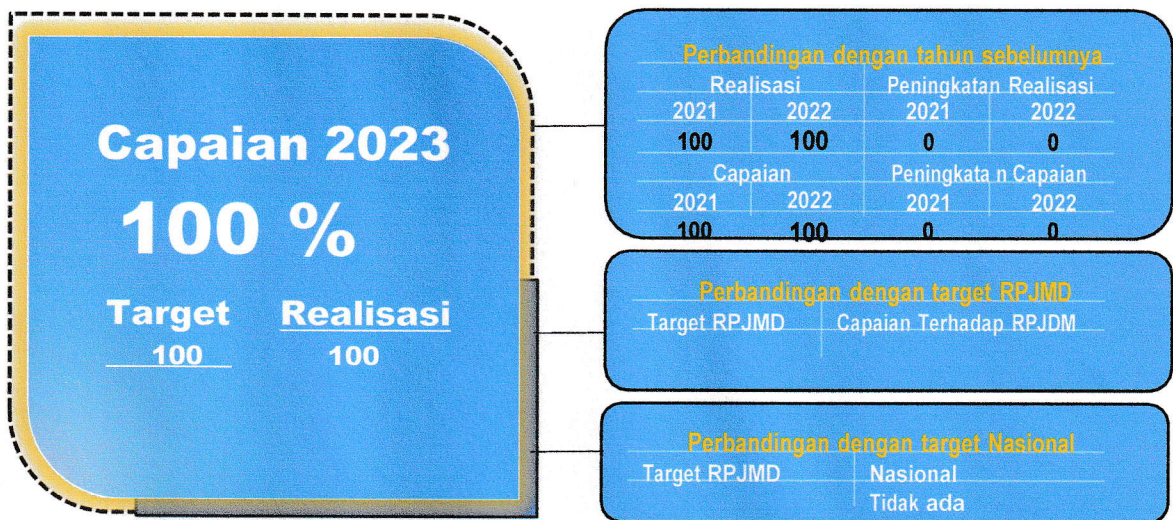 Capaian 2023
100 %
Target Realisasi
100 100
Perbandingan dengan tahun sebelumnya
Realisasi Peningkatan Realisasi
2021 2022 2021 2022
100 100 0 0
Capaian Peningkata n Capaian
2021 2022 2021 2022
100 100 0 0
Perbandingan dengan target RPJMD
Target RPJMD Capaian Terhadap RPJDM
Perbandingan dengan target Nasional
Target RPJMD Nasional
Tidak ada